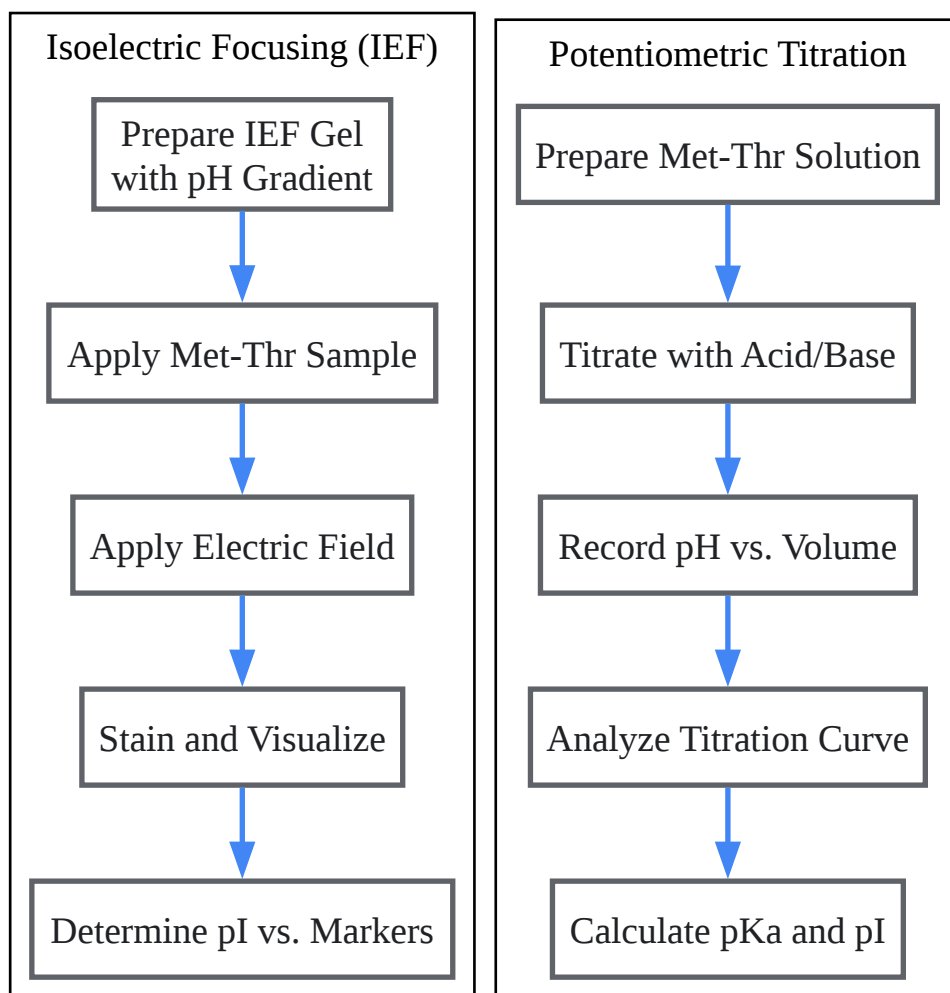 Isoelectric Focusing (IEF)
Prepare IEF Gel
with pH Gradient
Apply Met-Thr Sample
Apply Electric Field
Stain and Visualize
Determine pI vs. Markers
Potentiometric Titration
Prepare Met-Thr Solution
Titrate with Acid/Base
Record pH vs. Volume
Analyze Titration Curve
Calculate pKa and pI